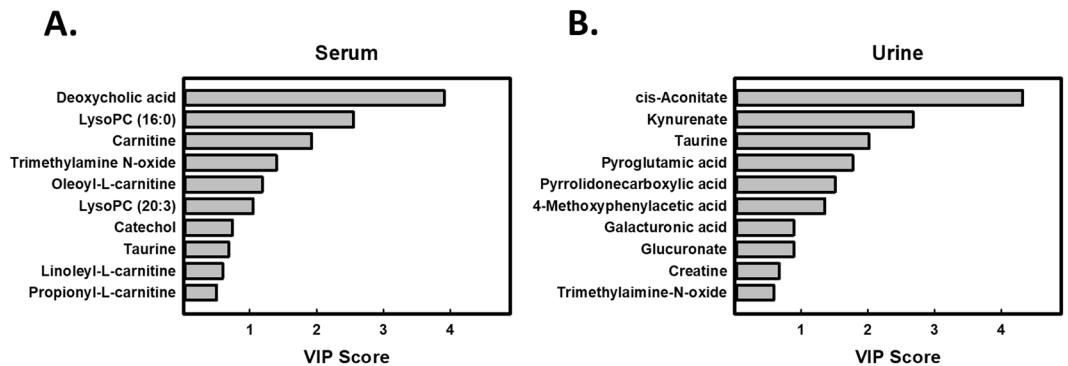 A.
Serum
Deoxycholic acid
LysoPC (16:0)
Carnitine
Trimethylamine N-oxide
Oleoyl-L-carnitine
LysoPC (20:3)
Catechol
Taurine
Linoleyl-L-carnitine
Propionyl-L-carnitine
1 2 3 4
VIP Score
B.
Urine
cis-Aconitate
Kynurenate
Taurine
Pyroglutamic acid
Pyrrolidonecarboxylic acid
4-Methoxyphenylacetic acid
Galacturonic acid
Glucuronate
Creatine
Trimethylaimine-N-oxide
1 2 3 4
VIP Score